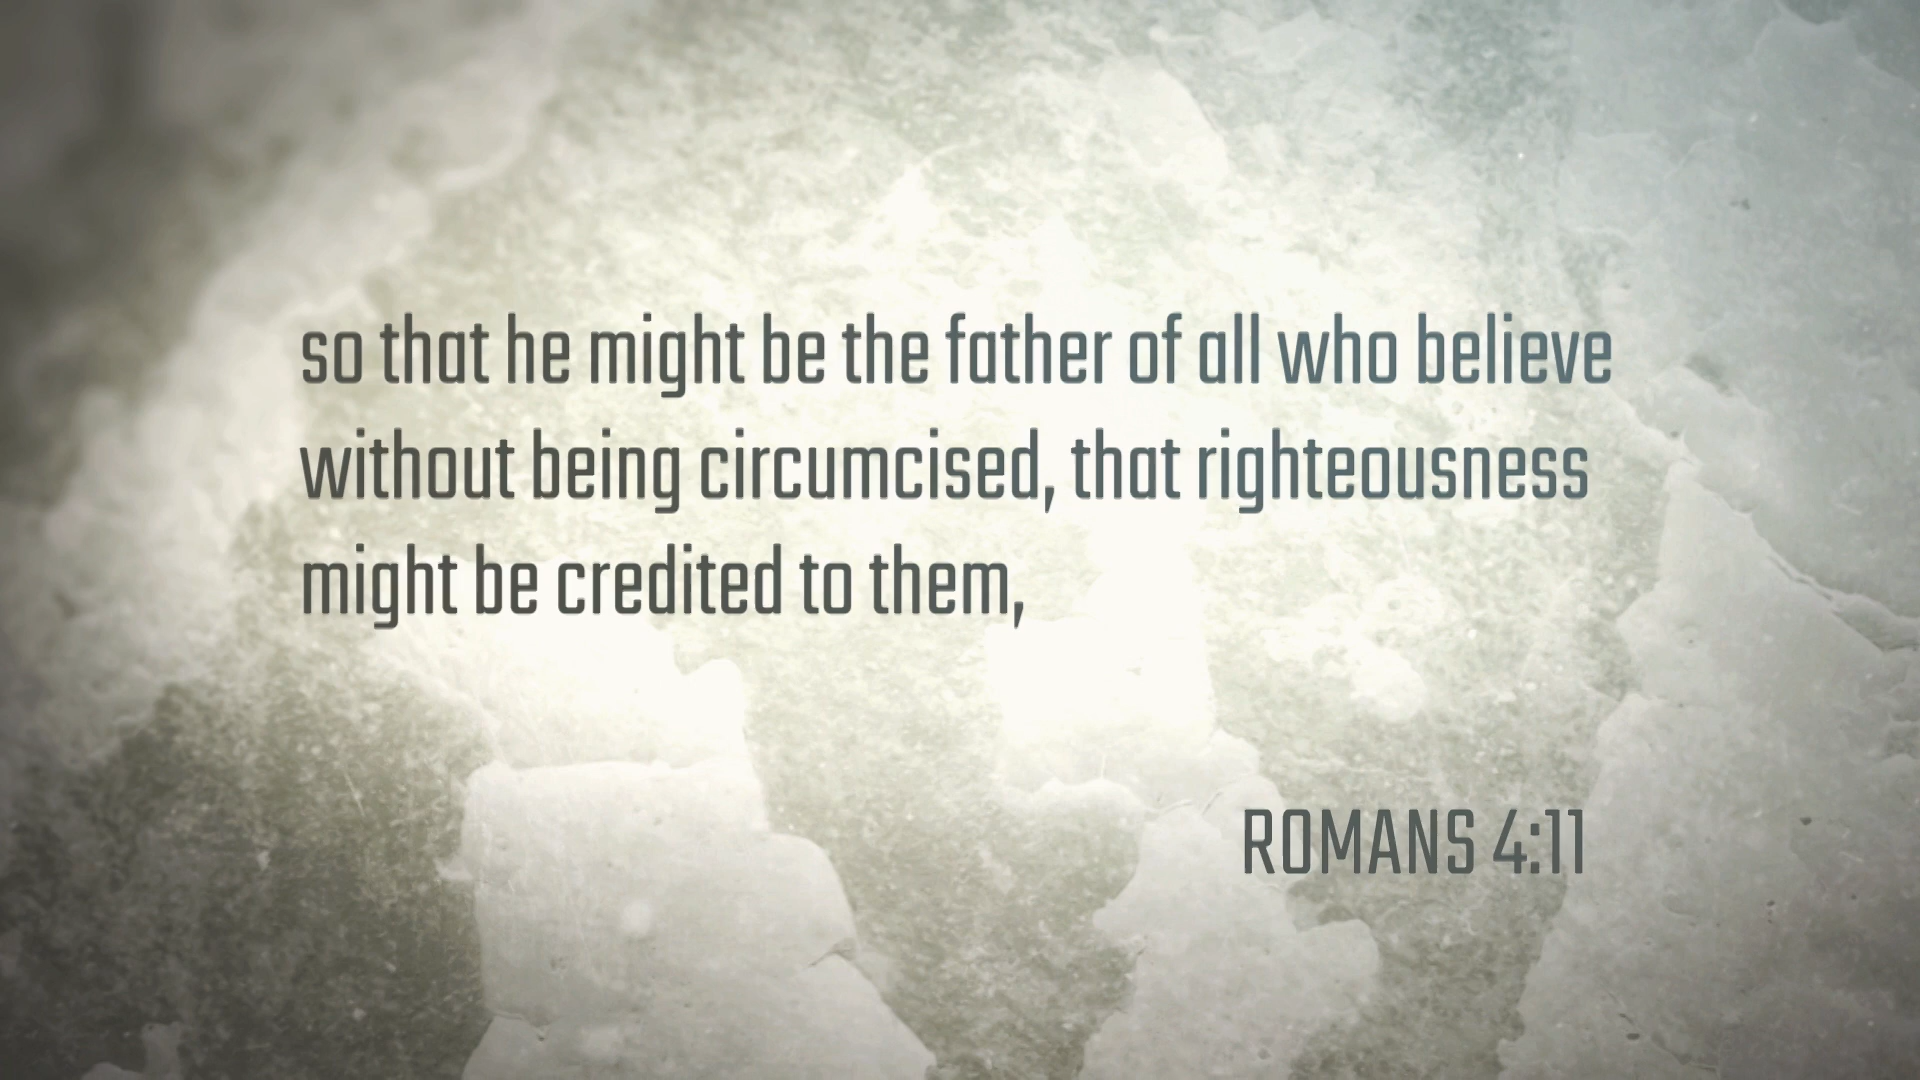 so that he might be the father of all who believe
without being circumcised, that righteousness
might be credited to them,
ROMANS 4:11